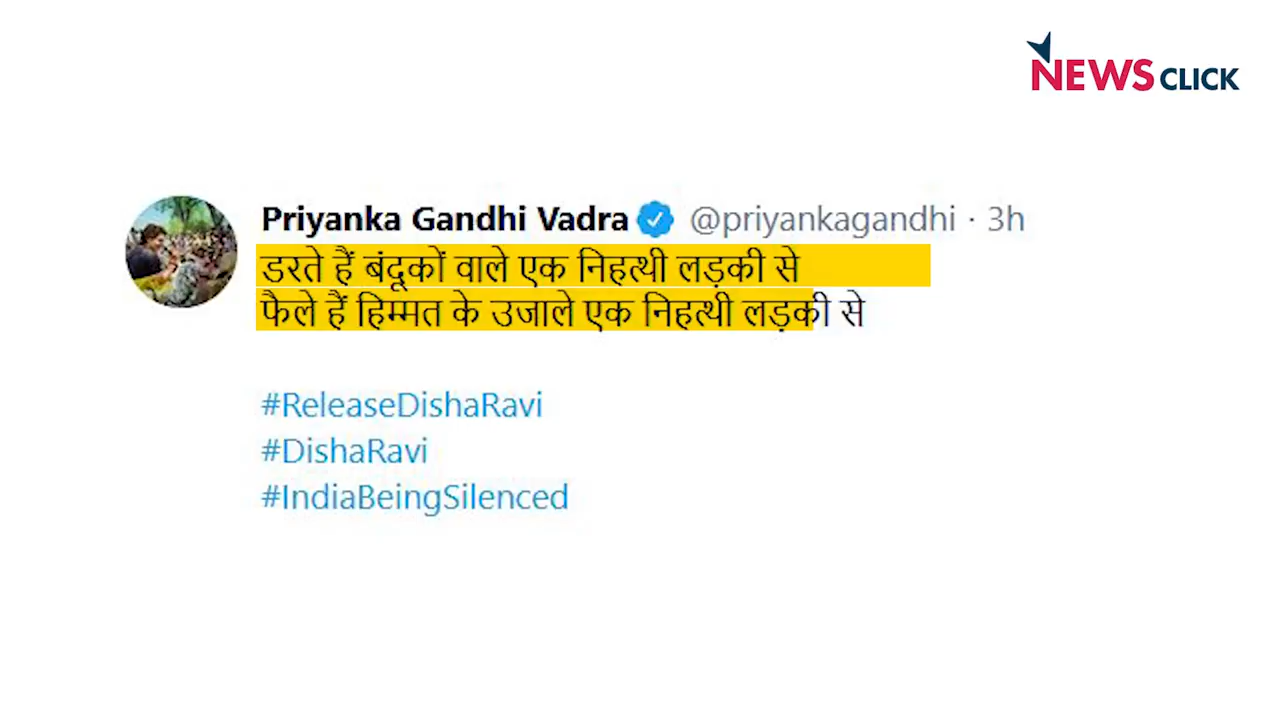 NEWSCLICK
Priyanka Gandhi Vadra @priyankagandhi · 3h
डरते हैं बंदूकों वाले एक निहत्थी लड़की से
फैले हैं हिम्मत के उजाले एक निहत्थी लड़की से
#ReleaseDishaRavi
#DishaRavi
#IndiaBeingSilenced